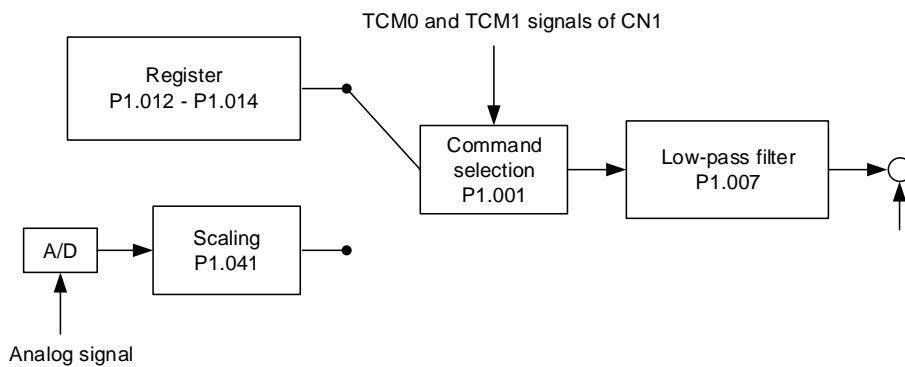 TCM0 and TCM1 signals of CN1
Register
P1.012 - P1.014
Command
selection
P1.001
Low-pass filter
P1.007
A/D
Scaling
P1.041
Analog signal